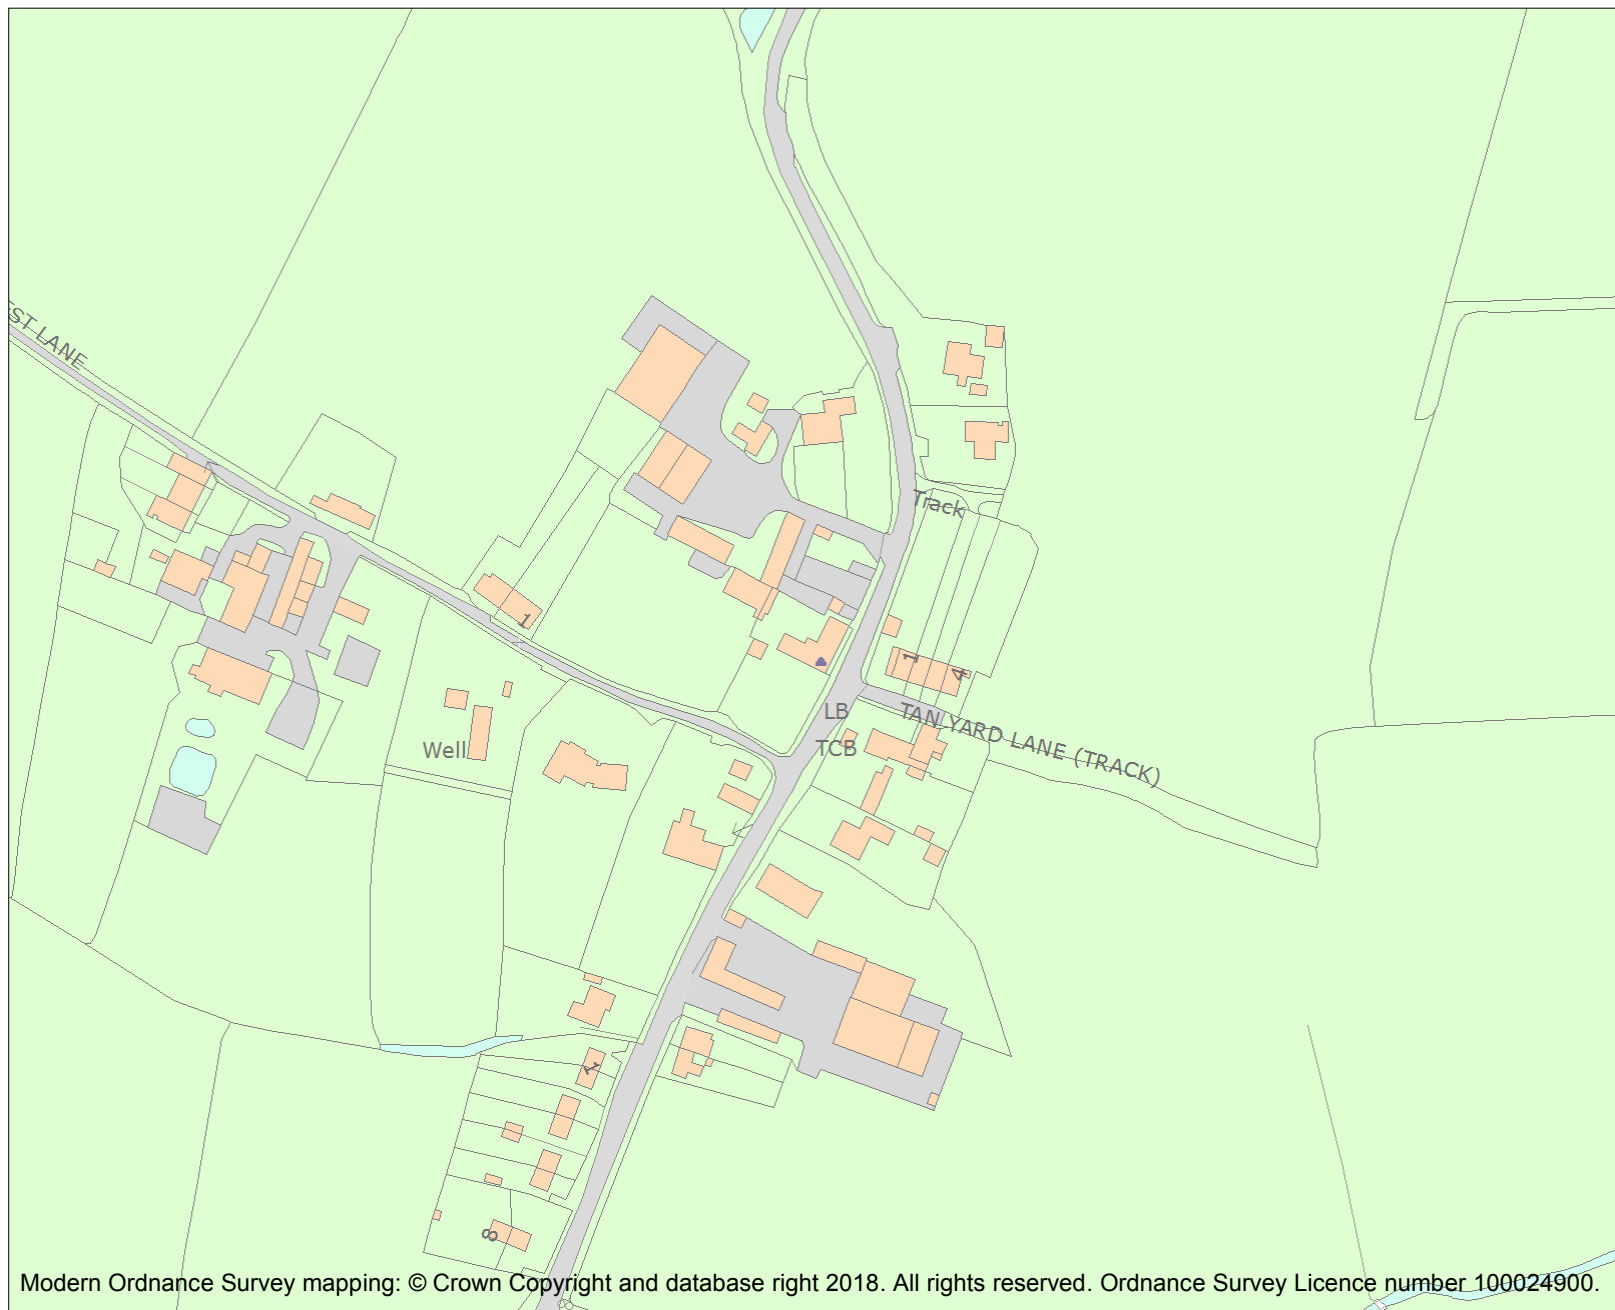 EST LANE
Track
1
1
4
LB
TAN YARD LANE (TRACK)
TCB
Well
1
8
Modern Ordnance Survey mapping: © Crown Copyright and database right 2018. All rights reserved. Ordnance Survey Licence number 100024900.